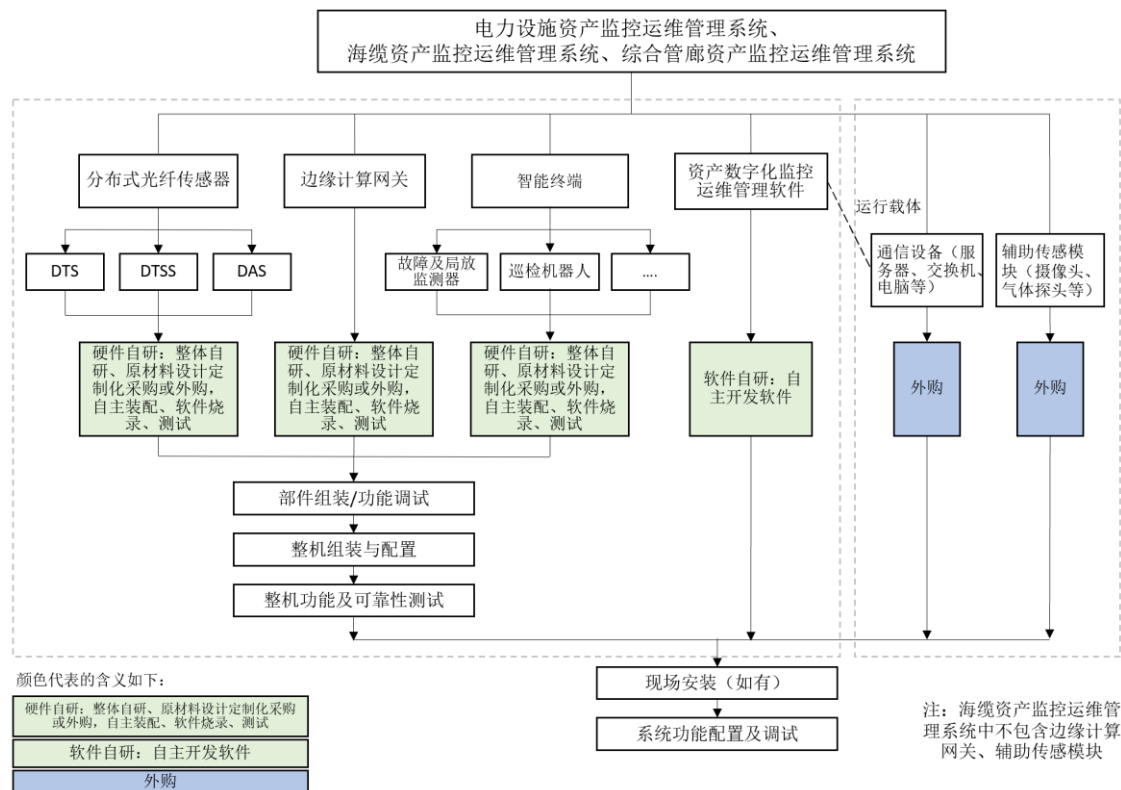 电力设施资产监控运维管理系统、
海缆资产监控运维管理系统、综合管廊资产监控运维管理系统
分布式光纤传感器
边缘计算网关
智能终端
资产数字化监控
运维管理软件
运行载体
DTS
DTSS
DAS
故障及局放
监测器
巡检机器人
....
通信设备（服
务器、交换机、
电脑等）
辅助传感模
块（摄像头、
气体探头等）
硬件自研：整体自
研、原材料设计定
制化采购或外购，
自主装配、软件烧
录、测试
硬件自研：整体自
研、原材料设计定
制化采购或外购，
自主装配、软件烧
录、测试
硬件自研：整体自
研、原材料设计定
制化采购或外购，
自主装配、软件烧
录、测试
软件自研：自
主开发软件
外购
外购
部件组装/功能调试
整机组装与配置
整机功能及可靠性测试
现场安装（如有）
系统功能配置及调试
颜色代表的含义如下：
硬件自研：整体自研、原材料设计定制化采购
或外购，自主装配、软件烧录、测试
软件自研：自主开发软件
外购
注：海缆资产监控运维管
理系统中不包含边缘计算
网关、辅助传感模块